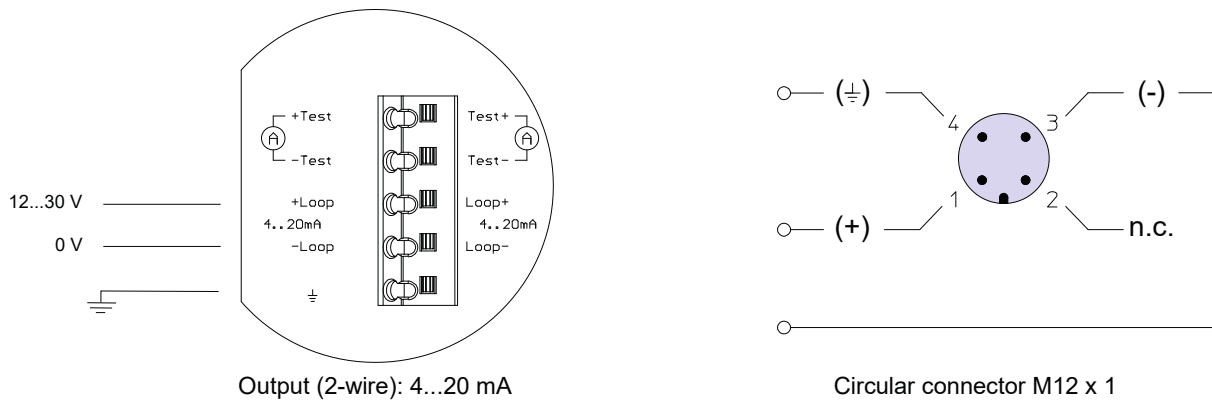 +Test
Test+
A
A
-Test
Test-
12...30 V
+Loop
Loop+
4..20mA
4..20mA
0 V
-Loop
Loop-
Output (2-wire): 4...20 mA
(⏚)
4
3
(-)
1
2
(+)
n.c.
Circular connector M12 x 1